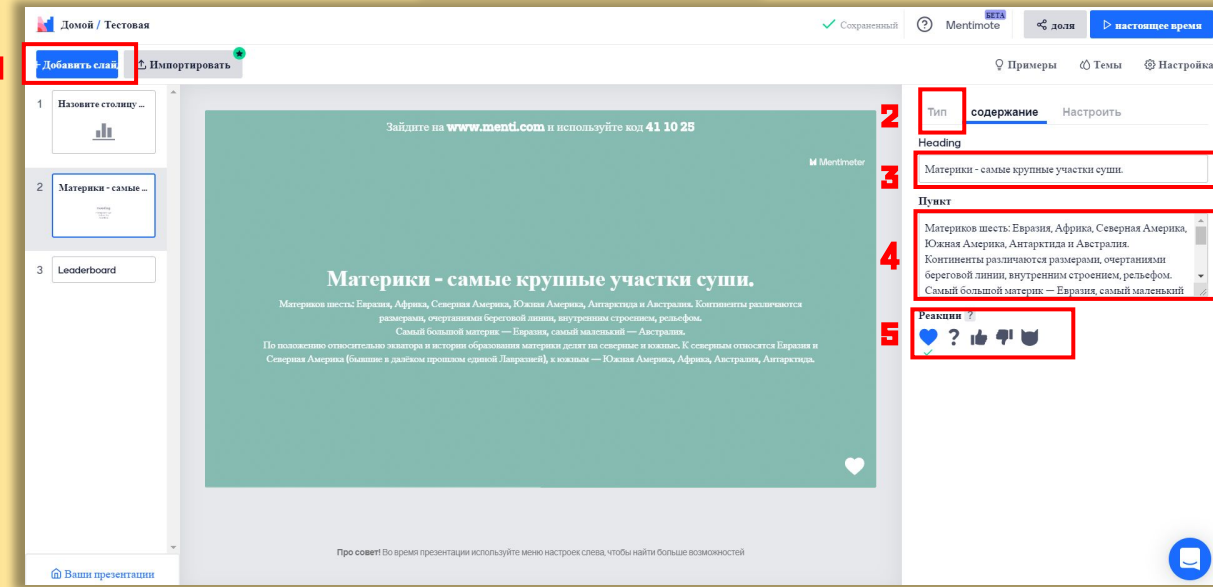 Домой / Тестовая
Сохраненный
? Mentimote
БЕТА
доля
настоящее время
+ Добавить слай
Импортировать
Примеры
Темы
Настройка
1 Назовите столицу ...
2 Материки - самые ...
3 Leaderboard
Зайдите на www.menti.com и используйте код 41 10 25
Mentimeter
Материки - самые крупные участки суши.
Материков шесть: Евразия, Африка, Северная Америка, Южная Америка, Антарктида и Австралия. Континенты различаются
размерами, очертаниями береговой линии, внутренним строением, рельефом.
Самый большой материк — Евразия, самый маленький — Австралия.
По положению относительно экватора и истории образования материки делят на северные и южные. К северным относятся Евразия и
Северная Америка (бывшие в далёком прошлом единой Лавразией), к южным — Южная Америка, Африка, Австралия, Антарктида.
Про совет! Во время презентации используйте меню настроек слева, чтобы найти больше возможностей
Ваши презентации
2
Тип
содержание
Настроить
Heading
3
Материки - самые крупные участки суши.
Пункт
4
Материков шесть: Евразия, Африка, Северная Америка,
Южная Америка, Антарктида и Австралия.
Континенты различаются размерами, очертаниями
береговой линии, внутренним строением, рельефом.
Самый большой материк — Евразия, самый маленький
Реакции ?
5
?